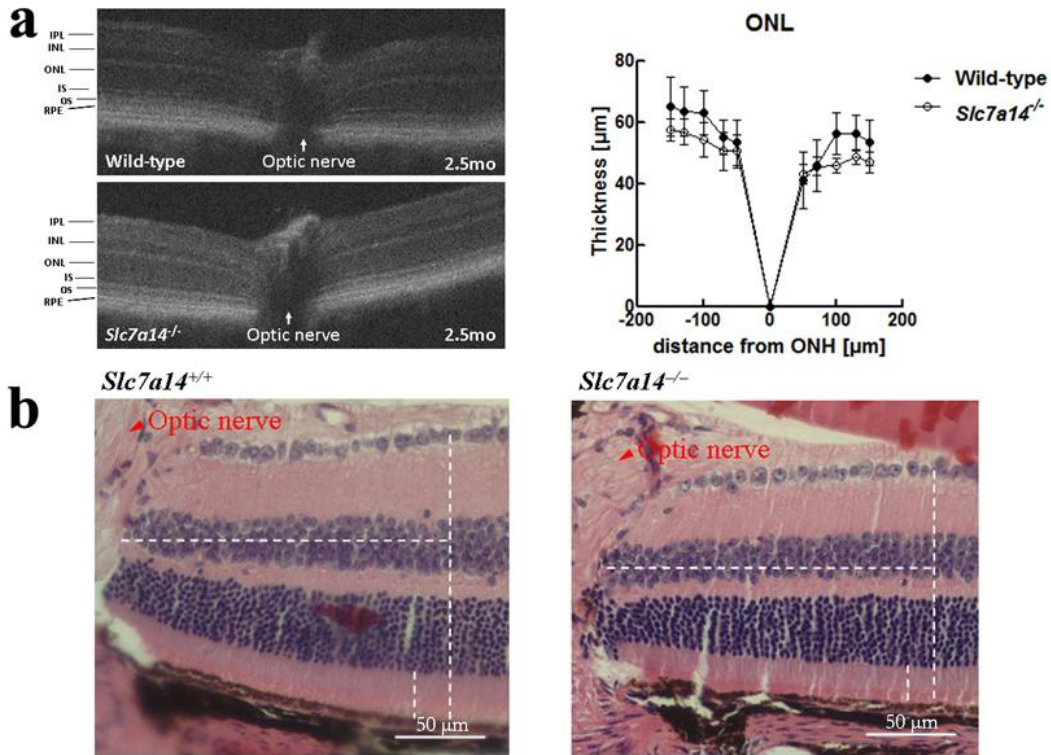 a
IPL
INL
ONL
IS
OS
RPE
Wild-type
Optic nerve
2.5mo
IPL
INL
ONL
IS
OS
RPE
Slc7a14-/-
Optic nerve
2.5mo
ONL
Thickness [µm]
80
60
40
20
0
-200
-100
0
100
200
distance from ONH [µm]
Wild-type
Slc7a14-/-
b
Slc7a14+/+
Optic nerve
50 µm
Slc7a14–/–
Optic nerve
50 µm